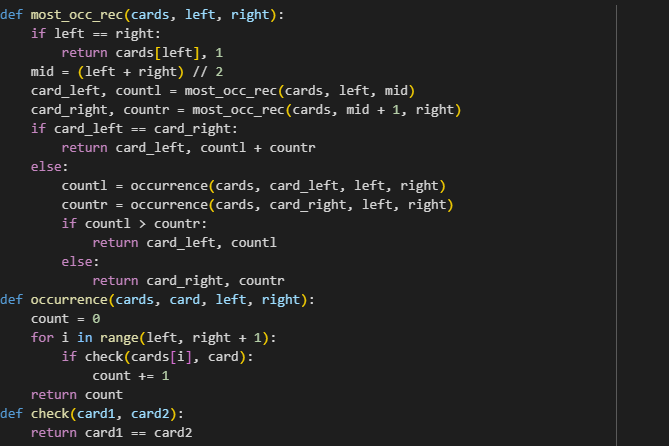 def most_occ_rec(cards, left, right):
    if left == right:
        return cards[left], 1
    mid = (left + right) // 2
    card_left, countl = most_occ_rec(cards, left, mid)
    card_right, countr = most_occ_rec(cards, mid + 1, right)
    if card_left == card_right:
        return card_left, countl + countr
    else:
        countl = occurrence(cards, card_left, left, right)
        countr = occurrence(cards, card_right, left, right)
        if countl > countr:
            return card_left, countl
        else:
            return card_right, countr
def occurrence(cards, card, left, right):
    count = 0
    for i in range(left, right + 1):
        if check(cards[i], card):
            count += 1
    return count
def check(card1, card2):
    return card1 == card2